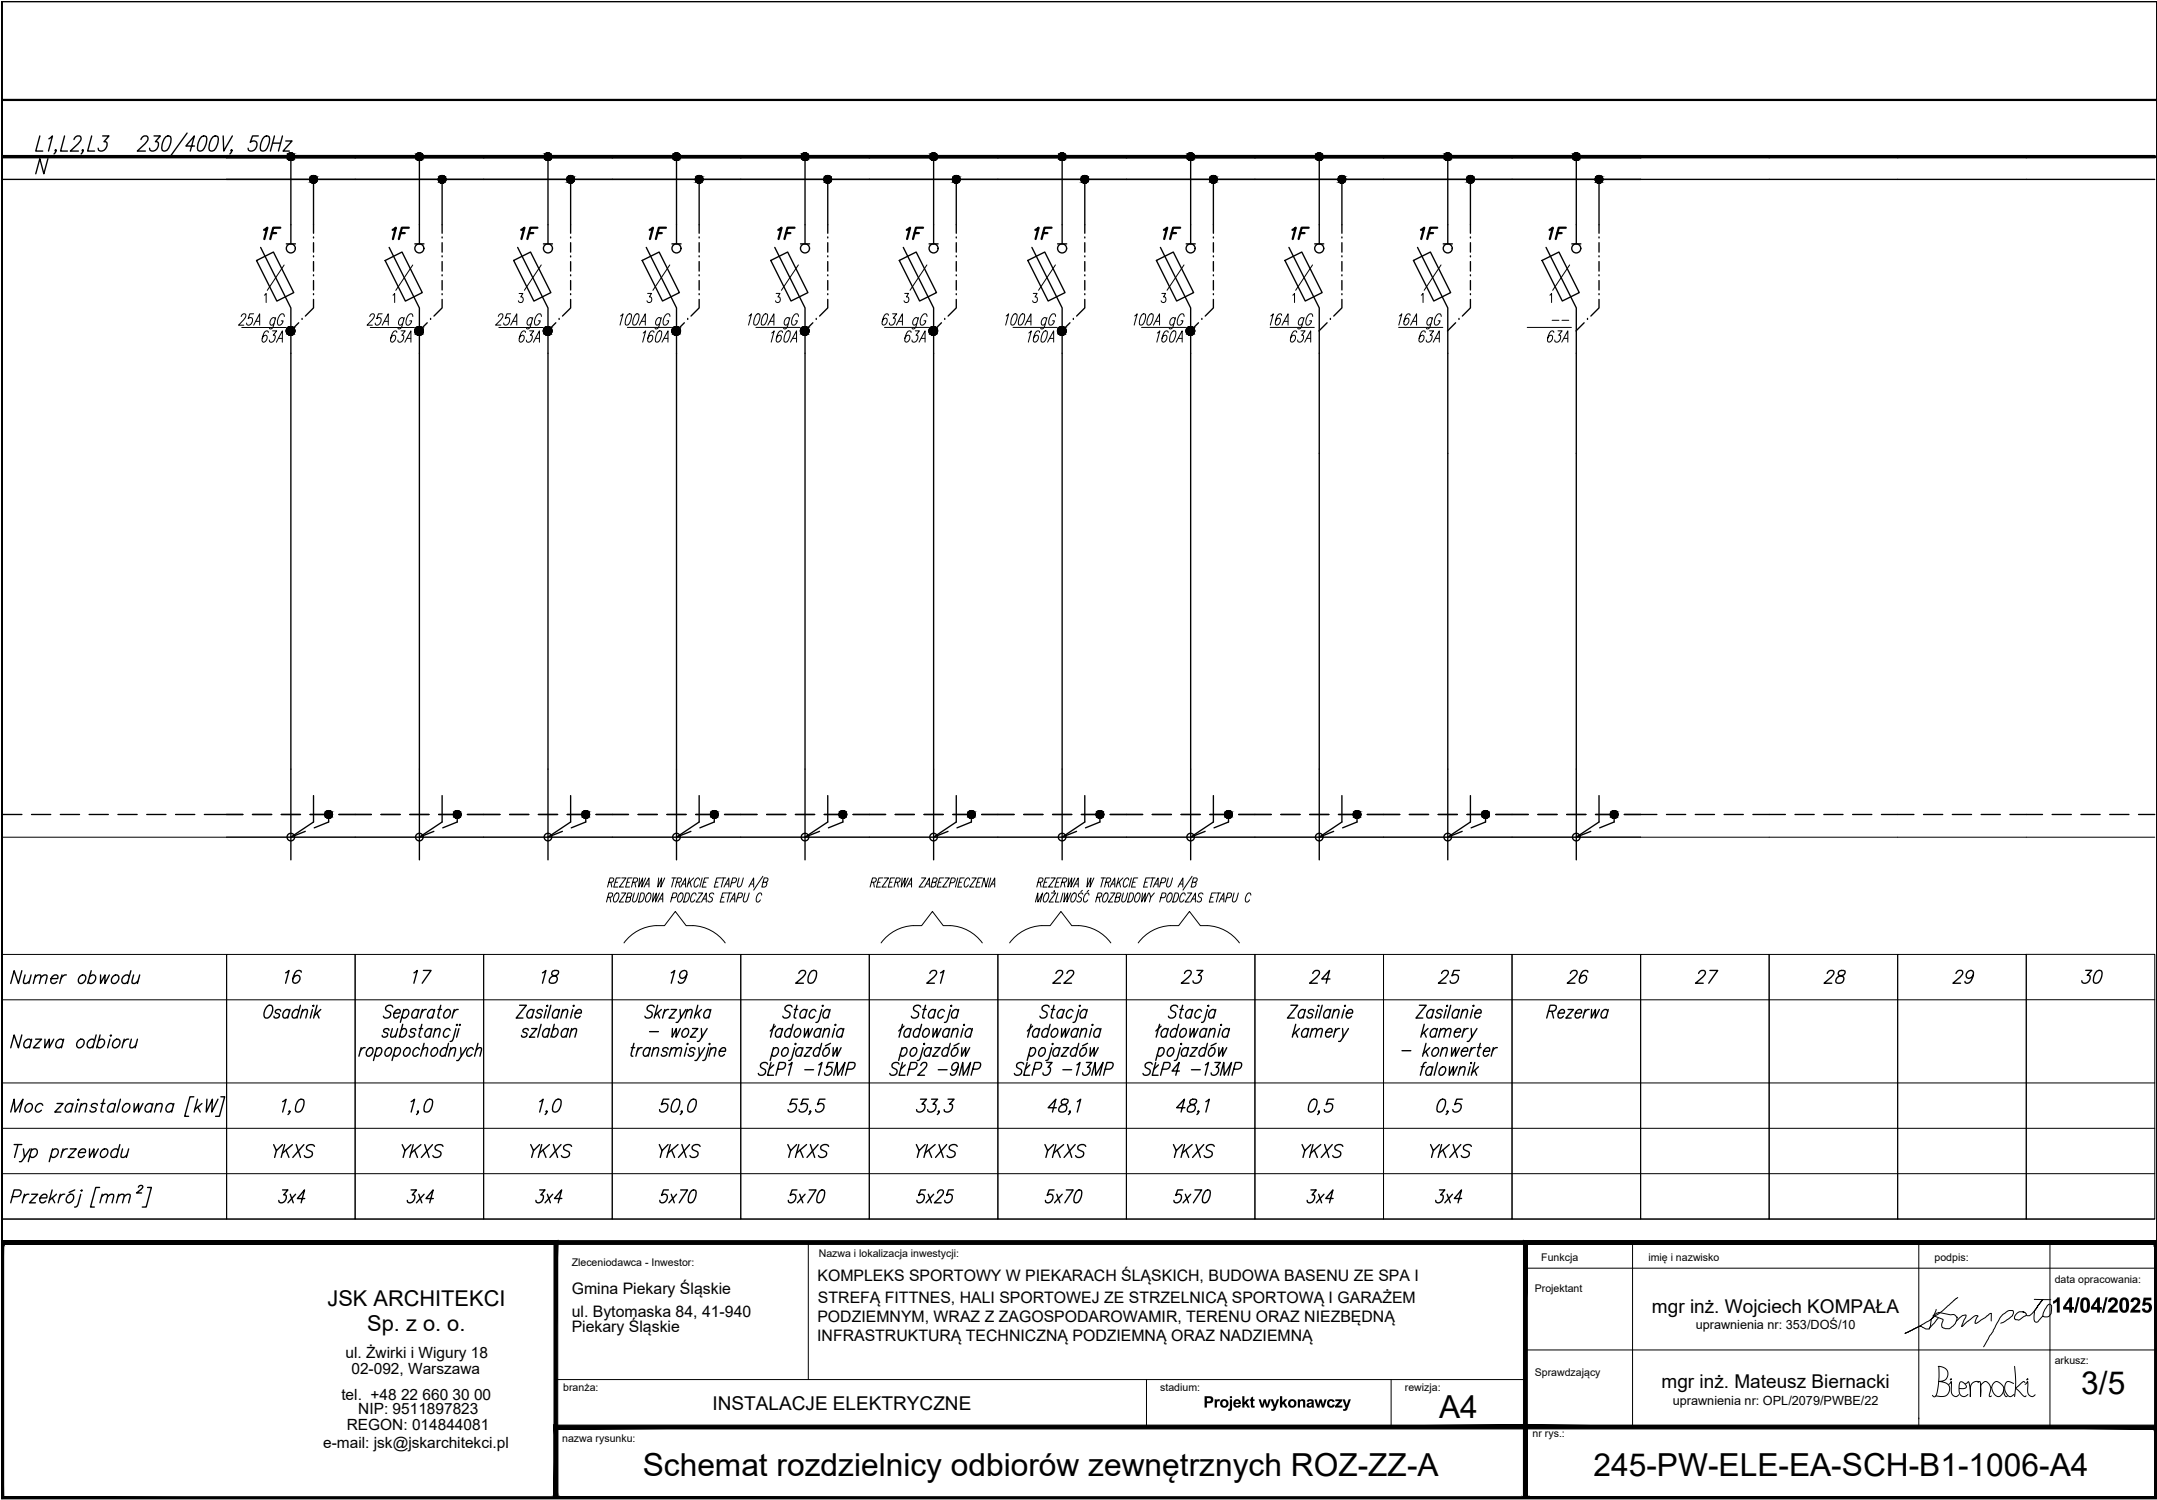 L1,L2,L3 230/400V, 50Hz
N
1F 1F 1F 1F 1F 1F 1F 1F 1F 1F 1F
1 1 3 3 3 3 3 3 1 1 1
25A gG 25A gG 25A gG 100A gG 100A gG 63A gG 100A gG 100A gG 16A gG 16A gG --
63A 63A 63A 160A 160A 63A 160A 160A 63A 63A 63A
REZERWA W TRAKCIE ETAPU A/B
ROZBUDOWA PODCZAS ETAPU C
REZERWA ZABEZPIECZENIA
REZERWA W TRAKCIE ETAPU A/B
MOŻLIWOŚĆ ROZBUDOWY PODCZAS ETAPU C
Numer obwodu 16 17 18 19 20 21 22 23 24 25 26 27 28 29 30
Nazwa odbioru
Osadnik
Separator
substancji
ropopochodnych
Zasilanie
szlaban
Skrzynka
– wozy
transmisyjne
Stacja
ładowania
pojazdów
SŁP1 –15MP
Stacja
ładowania
pojazdów
SŁP2 –9MP
Stacja
ładowania
pojazdów
SŁP3 –13MP
Stacja
ładowania
pojazdów
SŁP4 –13MP
Zasilanie
kamery
Zasilanie
kamery
– konwerter
falownik
Rezerwa
Moc zainstalowana [kW] 1,0 1,0 1,0 50,0 55,5 33,3 48,1 48,1 0,5 0,5
Typ przewodu YKXS YKXS YKXS YKXS YKXS YKXS YKXS YKXS YKXS YKXS
Przekrój [mm²] 3x4 3x4 3x4 5x70 5x70 5x25 5x70 5x70 3x4 3x4
JSK ARCHITEKCI
Sp. z o. o.
ul. Żwirki i Wigury 18
02-092, Warszawa
tel. +48 22 660 30 00
NIP: 9511897823
REGON: 014844081
e-mail: jsk@jskarchitekci.pl
Zleceniodawca - Inwestor:
Gmina Piekary Śląskie
ul. Bytomaska 84, 41-940
Piekary Śląskie
Nazwa i lokalizacja inwestycji:
KOMPLEKS SPORTOWY W PIEKARACH ŚLĄSKICH, BUDOWA BASENU ZE SPA I
STREFĄ FITTNES, HALI SPORTOWEJ ZE STRZELNICĄ SPORTOWĄ I GARAŻEM
PODZIEMNYM, WRAZ Z ZAGOSPODAROWAMIR, TERENU ORAZ NIEZBĘDNĄ
INFRASTRUKTURĄ TECHNICZNĄ PODZIEMNĄ ORAZ NADZIEMNĄ
branża:
INSTALACJE ELEKTRYCZNE
stadium:
Projekt wykonawczy
rewizja:
A4
nazwa rysunku:
Schemat rozdzielnicy odbiorów zewnętrznych ROZ-ZZ-A
Funkcja imię i nazwisko podpis:
Projektant
mgr inż. Wojciech KOMPAŁA
uprawnienia nr: 353/DOŚ/10
Kompała
data opracowania:
14/04/2025
Sprawdzający
mgr inż. Mateusz Biernacki
uprawnienia nr: OPL/2079/PWBE/22
Biernacki
arkusz:
3/5
nr rys.:
245-PW-ELE-EA-SCH-B1-1006-A4